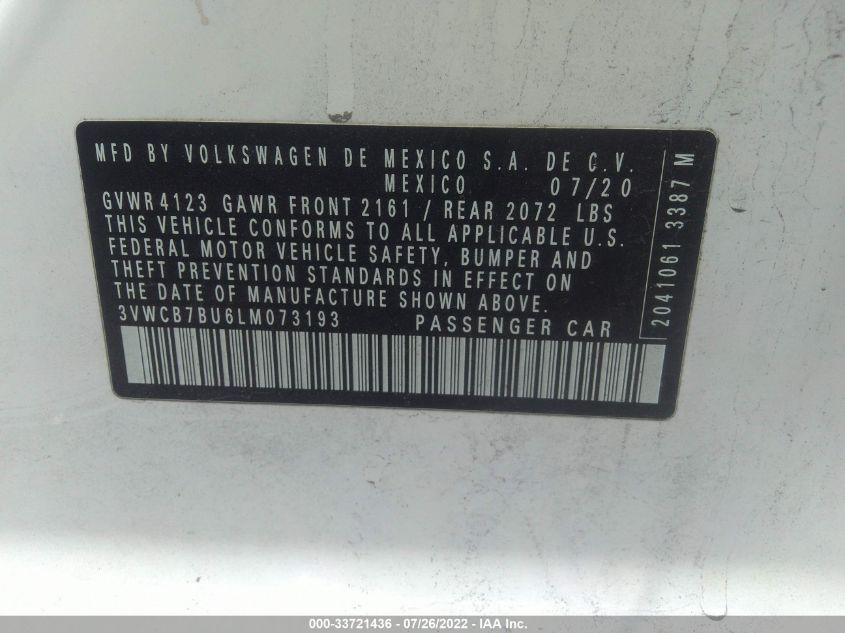 MFD BY VOLKSWAGEN DE MEXICO S.A. DE C.V.
MEXICO 07/20
GVWR 4123 GAWR FRONT 2161 / REAR 2072 LBS
THIS VEHICLE CONFORMS TO ALL APPLICABLE U.S.
FEDERAL MOTOR VEHICLE SAFETY, BUMPER AND
THEFT PREVENTION STANDARDS IN EFFECT ON
THE DATE OF MANUFACTURE SHOWN ABOVE.
3VWCB7BU6LM073193 PASSENGER CAR
2041061 3387 M
000-33721436 - 07/26/2022 - IAA Inc.